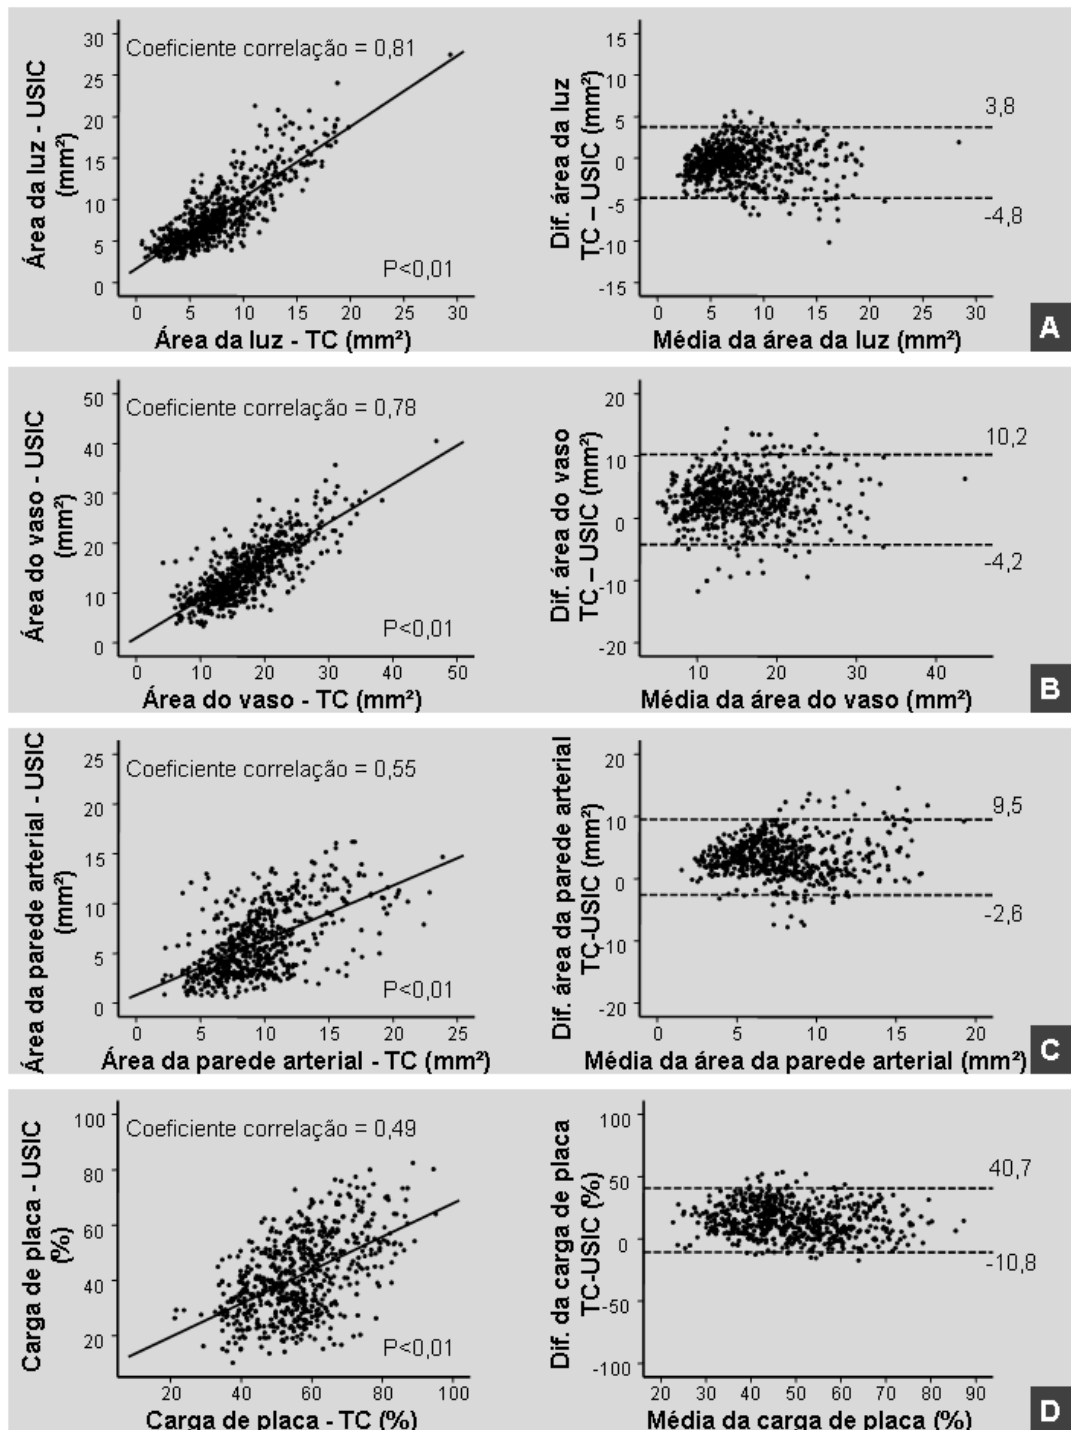 Coeficiente correlação = 0,81
Área da luz - USIC
(mm²)
30
25
20
15
10
5
0
P<0,01
0 5 10 15 20 25 30
Área da luz - TC (mm²)
Dif. área da luz
TC – USIC (mm²)
15
10
5
0
-5
-10
-15
3,8
-4,8
0 5 10 15 20 25 30
Média da área da luz (mm²)
A
Coeficiente correlação = 0,78
Área do vaso - USIC
(mm²)
50
40
30
20
10
0
P<0,01
0 10 20 30 40 50
Área do vaso - TC (mm²)
Dif. área do vaso
TC – USIC (mm²)
20
10
0
-10
-20
10,2
-4,2
10 20 30 40
Média da área do vaso (mm²)
B
Coeficiente correlação = 0,55
Área da parede arterial - USIC
(mm²)
25
20
15
10
5
0
P<0,01
0 5 10 15 20 25
Área da parede arterial - TC (mm²)
Dif. área da parede arterial
TC-USIC (mm²)
20
10
0
-10
-20
9,5
-2,6
0 5 10 15 20
Média da área da parede arterial (mm²)
C
Coeficiente correlação = 0,49
Carga de placa - USIC
(%)
100
80
60
40
20
P<0,01
20 40 60 80 100
Carga de placa - TC (%)
Dif. da carga de placa
TC-USIC (%)
100
50
0
-50
-100
40,7
-10,8
20 30 40 50 60 70 80 90
Média da carga de placa (%)
D